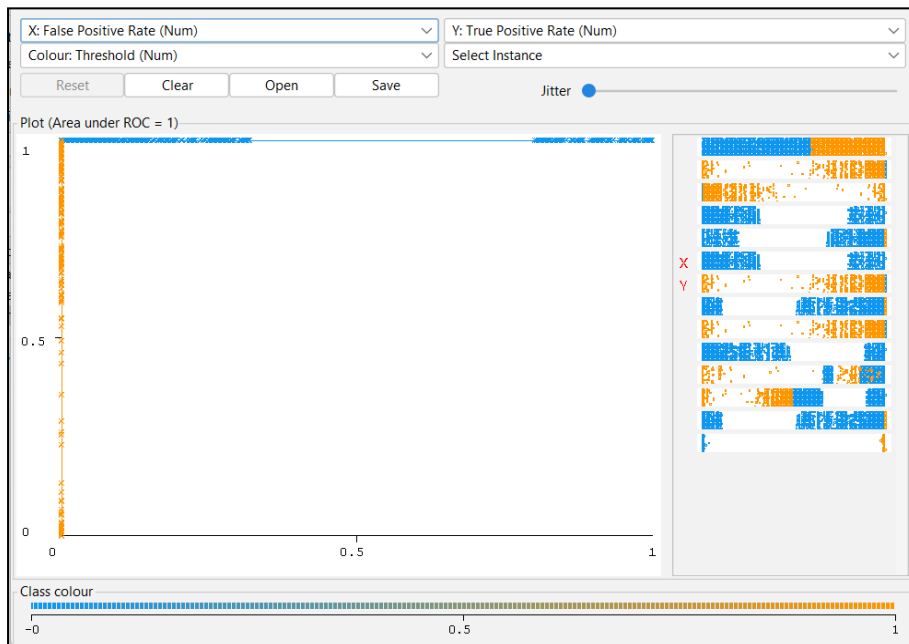 X: False Positive Rate (Num)
Y: True Positive Rate (Num)
Colour: Threshold (Num)
Select Instance
Reset
Clear
Open
Save
Jitter
Plot (Area under ROC = 1)
1
0.5
0
0
0.5
1
X
Y
Class colour
-0
0.5
1